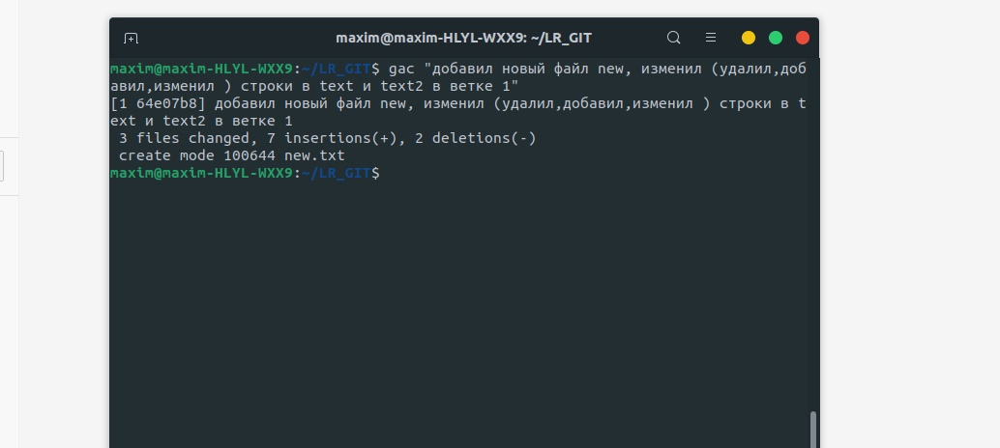 maxim@maxim-HLYL-WXX9: ~/LR_GIT
maxim@maxim-HLYL-WXX9:~/LR_GIT$ gac "добавил новый файл new, изменил (удалил,доб
авил,изменил ) строки в text и text2 в ветке 1"
[1 64e07b8] добавил новый файл new, изменил (удалил,добавил,изменил ) строки в t
ext и text2 в ветке 1
 3 files changed, 7 insertions(+), 2 deletions(-)
 create mode 100644 new.txt
maxim@maxim-HLYL-WXX9:~/LR_GIT$